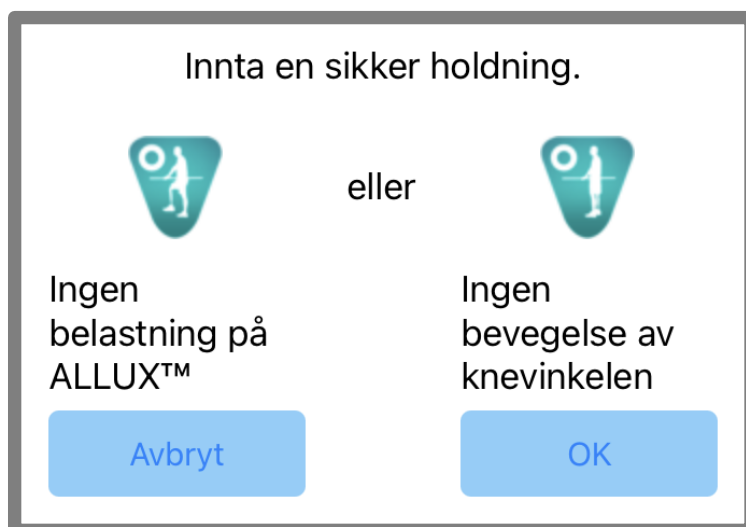 Innta en sikker holdning.
eller
Ingen
belastning på
ALLUX™
Ingen
bevegelse av
knevinkelen
Avbryt
OK